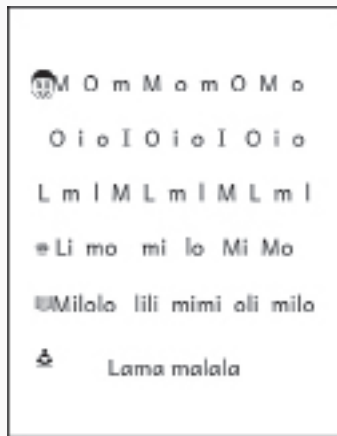 M O m M o m O M o
O i o I O i o I O i o
L m l M L m l M L m l
Li mo mi lo Mi Mo
Milolo lili mimi oli milo
Lama malala